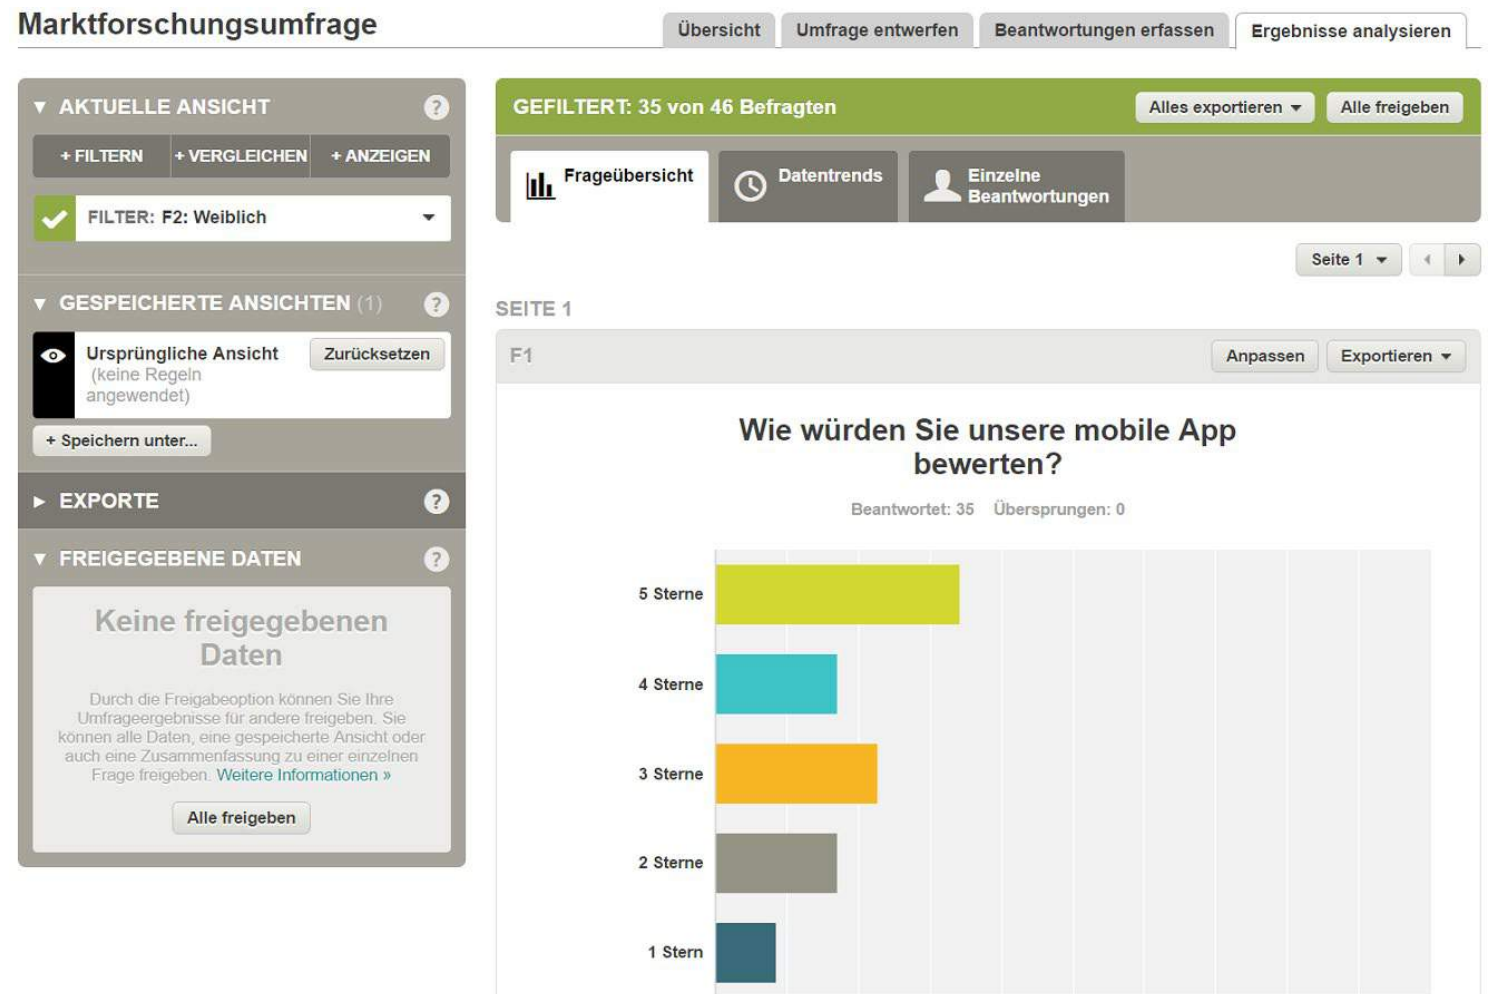 Marktforschungsumfrage
Übersicht
Umfrage entwerfen
Beantwortungen erfassen
Ergebnisse analysieren
AKTUELLE ANSICHT
?
+ FILTERN
+ VERGLEICHEN
+ ANZEIGEN
FILTER: F2: Weiblich
GESPEICHERTE ANSICHTEN (1)
?
Ursprüngliche Ansicht
(keine Regeln
angewendet)
Zurücksetzen
+ Speichern unter...
EXPORTE
?
FREIGEGEBENE DATEN
?
Keine freigegebenen
Daten
Durch die Freigabeoption können Sie Ihre
Umfrageergebnisse für andere freigeben. Sie
können alle Daten, eine gespeicherte Ansicht oder
auch eine Zusammenfassung zu einer einzelnen
Frage freigeben. Weitere Informationen »
Alle freigeben
GEFILTERT: 35 von 46 Befragten
Alles exportieren
Alle freigeben
Frageübersicht
Datentrends
Einzelne
Beantwortungen
Seite 1
SEITE 1
F1
Anpassen
Exportieren
Wie würden Sie unsere mobile App
bewerten?
Beantwortet: 35 Übersprungen: 0
5 Sterne
4 Sterne
3 Sterne
2 Sterne
1 Stern